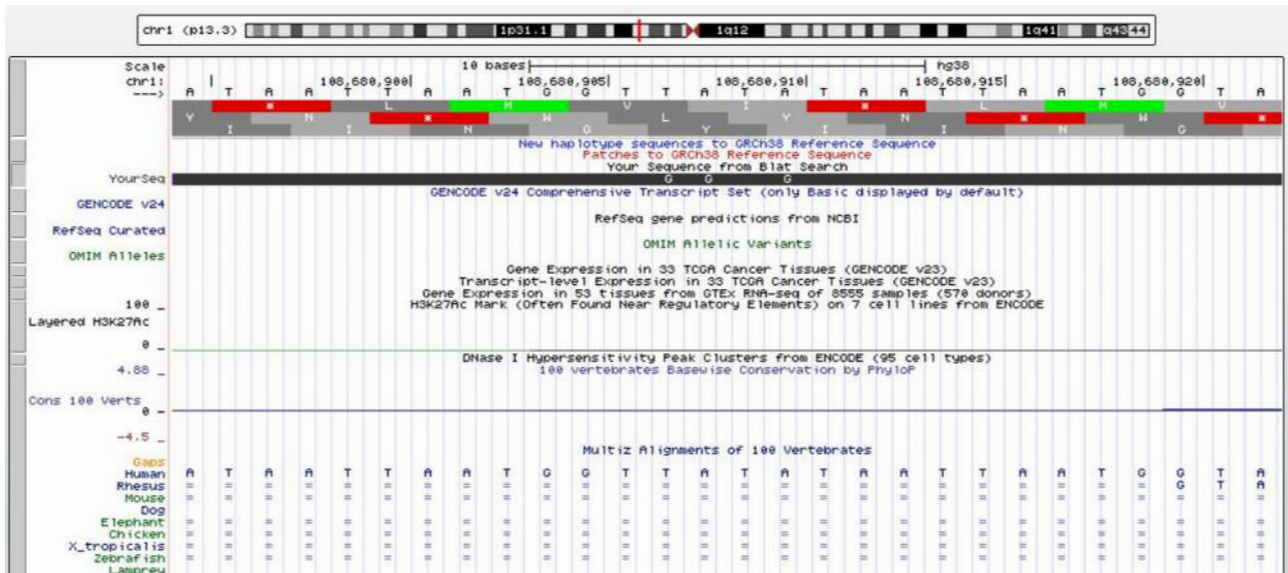 chr1 (p13.3) 1p31.1 1q12 1q41 q43 44
Scale 10 bases hg38
chr1: 108,680,900 108,680,905 108,680,910 108,680,915 108,680,920
---> A T A A T T A A T G G T T A T A T A A T T A A T G G T A
* L M V I * L M V
Y N * W L Y N * W *
I I N G Y I I N G
New haplotype sequences to GRCh38 Reference Sequence
Patches to GRCh38 Reference Sequence
Your Sequence from Blat Search
YourSeq G G G
GENCODE v24 Comprehensive Transcript Set (only Basic displayed by default)
GENCODE v24
RefSeq gene predictions from NCBI
RefSeq Curated
OMIM Allelic Variants
OMIM Alleles
Gene Expression in 33 TCGA Cancer Tissues (GENCODE v23)
Transcript-level Expression in 33 TCGA Cancer Tissues (GENCODE v23)
Gene Expression in 53 tissues from GTEx RNA-seq of 8555 samples (570 donors)
H3K27Ac Mark (Often Found Near Regulatory Elements) on 7 cell lines from ENCODE
100 _
Layered H3K27Ac
0 _
DNase I Hypersensitivity Peak Clusters from ENCODE (95 cell types)
100 vertebrates Basewise Conservation by PhyloP
4.88 _
Cons 100 Verts
0 -
-4.5 _
Multiz Alignments of 100 Vertebrates
Gaps
Human A T A A T T A A T G G T T A T A T A A T T A A T G G T A
Rhesus = = = = = = = = = = = = = = = = = = = = = = = = = G T A
Mouse = = = = = = = = = = = = = = = = = = = = = = = = = = = =
Dog
Elephant = = = = = = = = = = = = = = = = = = = = = = = = = = = =
Chicken = = = = = = = = = = = = = = = = = = = = = = = = = = = =
X_tropicalis = = = = = = = = = = = = = = = = = = = = = = = = = = = =
Zebrafish = = = = = = = = = = = = = = = = = = = = = = = = = = = =
Lamprey